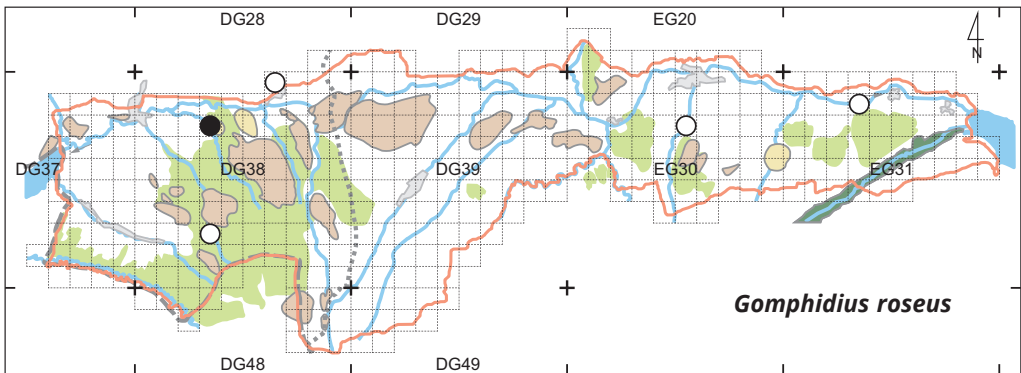 DG28 DG29 EG20
N
DG37 DG38 DG39 EG30 EG31
Gomphidius roseus
DG48 DG49